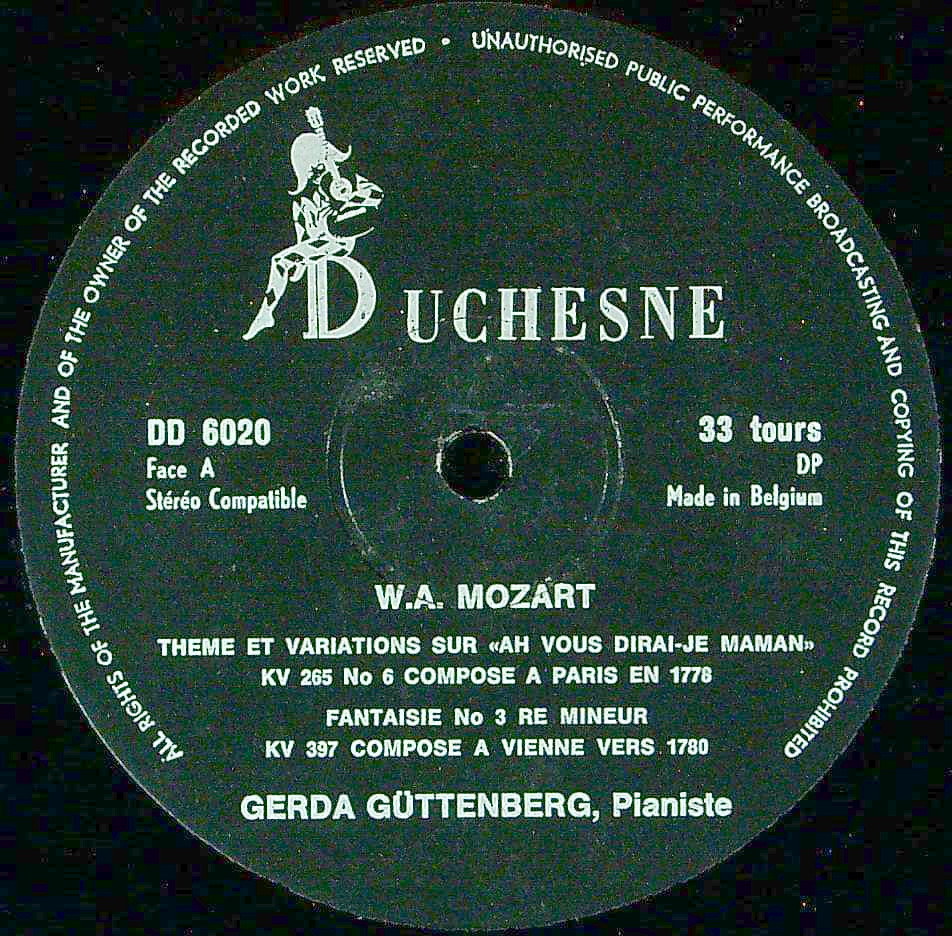 ALL RIGHTS OF THE MANUFACTURER AND OF THE OWNER OF THE RECORDED WORK RESERVED • UNAUTHORISED PUBLIC PERFORMANCE BROADCASTING AND COPYING OF THIS RECORD PROHIBITED
DUCHESNE
DD 6020
Face A
Stéréo Compatible
33 tours
DP
Made in Belgium
W.A. MOZART
THEME ET VARIATIONS SUR «AH VOUS DIRAI-JE MAMAN»
KV 265 No 6 COMPOSE A PARIS EN 1778
FANTAISIE No 3 RE MINEUR
KV 397 COMPOSE A VIENNE VERS 1780
GERDA GÜTTENBERG, Pianiste